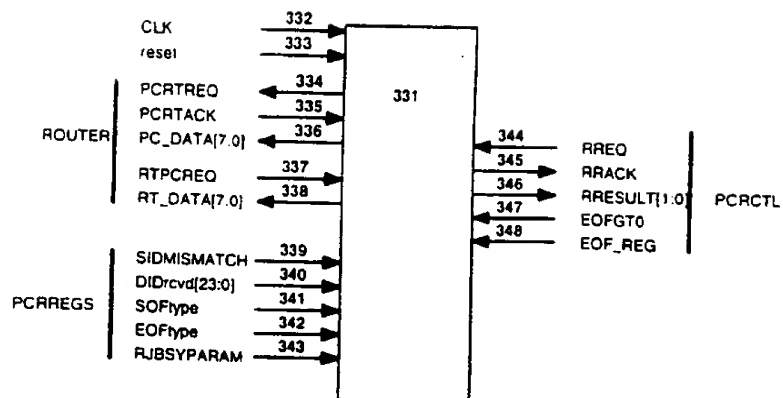 CLK 332
reset 333
PCRTREQ 334
PCRTACK 335
ROUTER
PC_DATA[7.0] 336
RTPCREQ 337
RT_DATA[7.0] 338
SIDMISMATCH 339
DIDrcvd[23:0] 340
PCRREGS
SOFtype 341
EOFtype 342
RJBSYPARAM 343
331
344 RREQ
345 RRACK
346 RRESULT[1:0]
PCRCTL
347 EOFGT0
348 EOF_REG